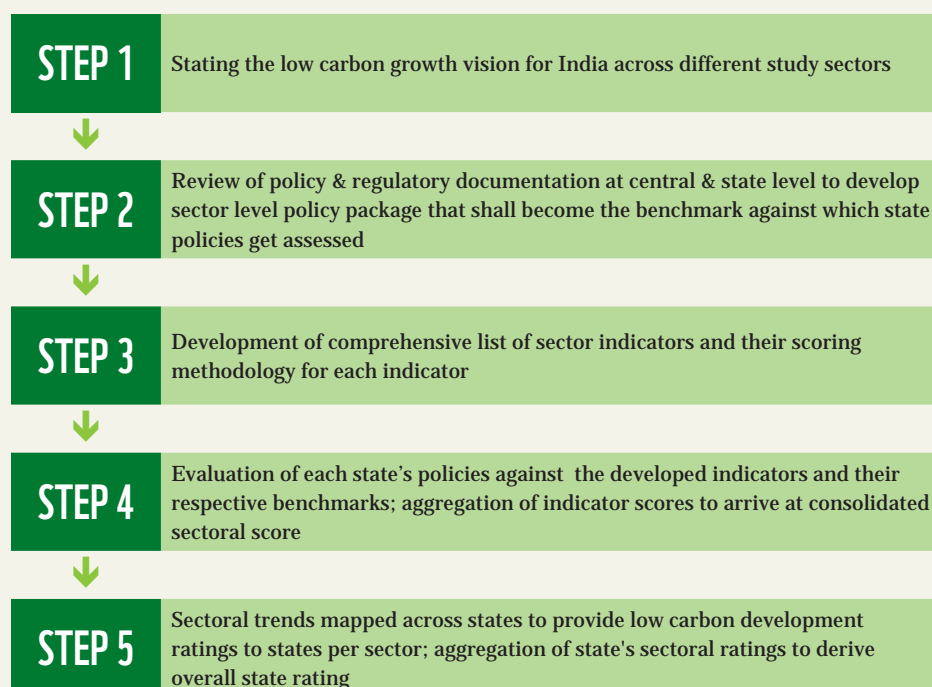 STEP 1
Stating the low carbon growth vision for India across different study sectors
STEP 2
Review of policy & regulatory documentation at central & state level to develop
sector level policy package that shall become the benchmark against which state
policies get assessed
STEP 3
Development of comprehensive list of sector indicators and their scoring
methodology for each indicator
STEP 4
Evaluation of each state's policies against the developed indicators and their
respective benchmarks; aggregation of indicator scores to arrive at consolidated
sectoral score
STEP 5
Sectoral trends mapped across states to provide low carbon development
ratings to states per sector; aggregation of state's sectoral ratings to derive
overall state rating